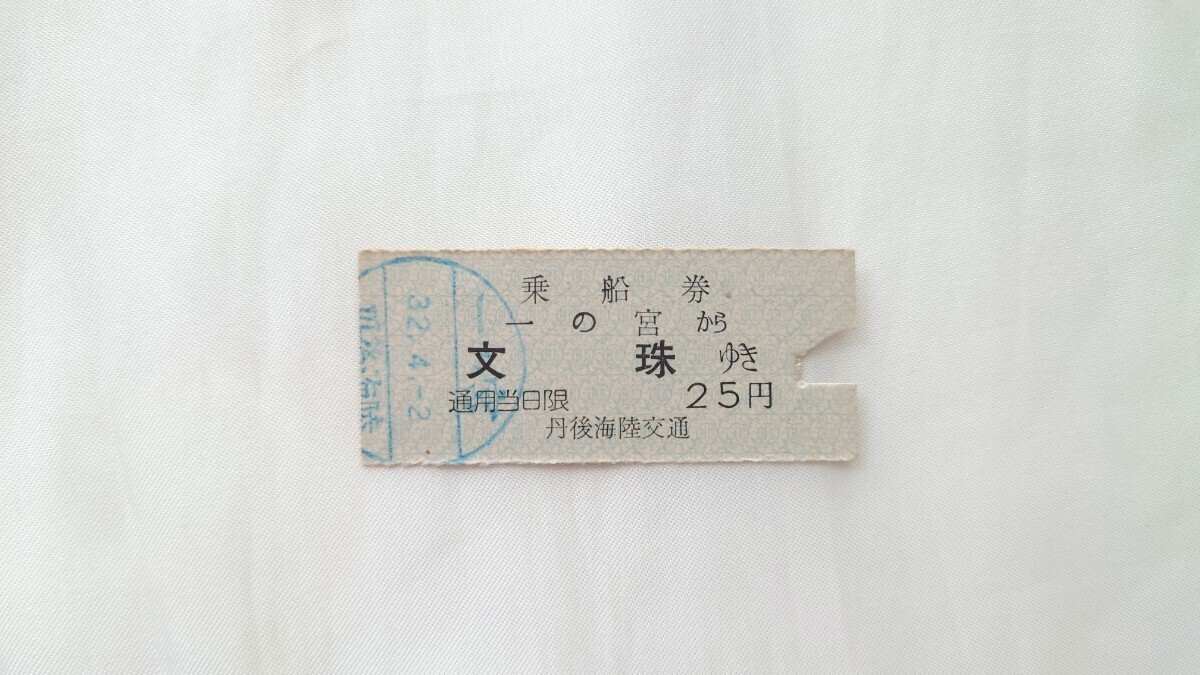 乗船券
一の宮から
文珠ゆき
通用当日限 25円
丹後海陸交通
32.4.-2